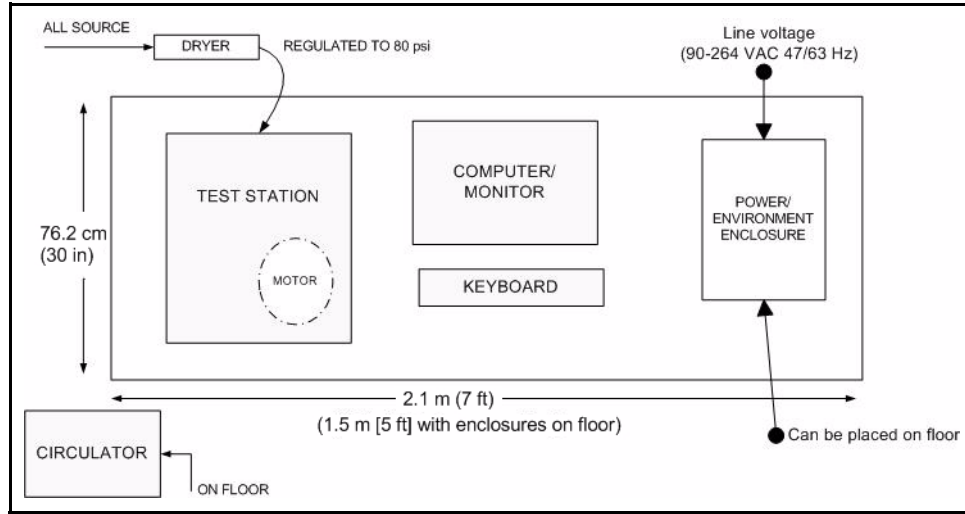 ALL SOURCE
DRYER
REGULATED TO 80 psi
Line voltage
(90-264 VAC 47/63 Hz)
TEST STATION
MOTOR
COMPUTER/
MONITOR
KEYBOARD
POWER/
ENVIRONMENT
ENCLOSURE
76.2 cm
(30 in)
2.1 m (7 ft)
(1.5 m [5 ft] with enclosures on floor)
Can be placed on floor
CIRCULATOR
ON FLOOR